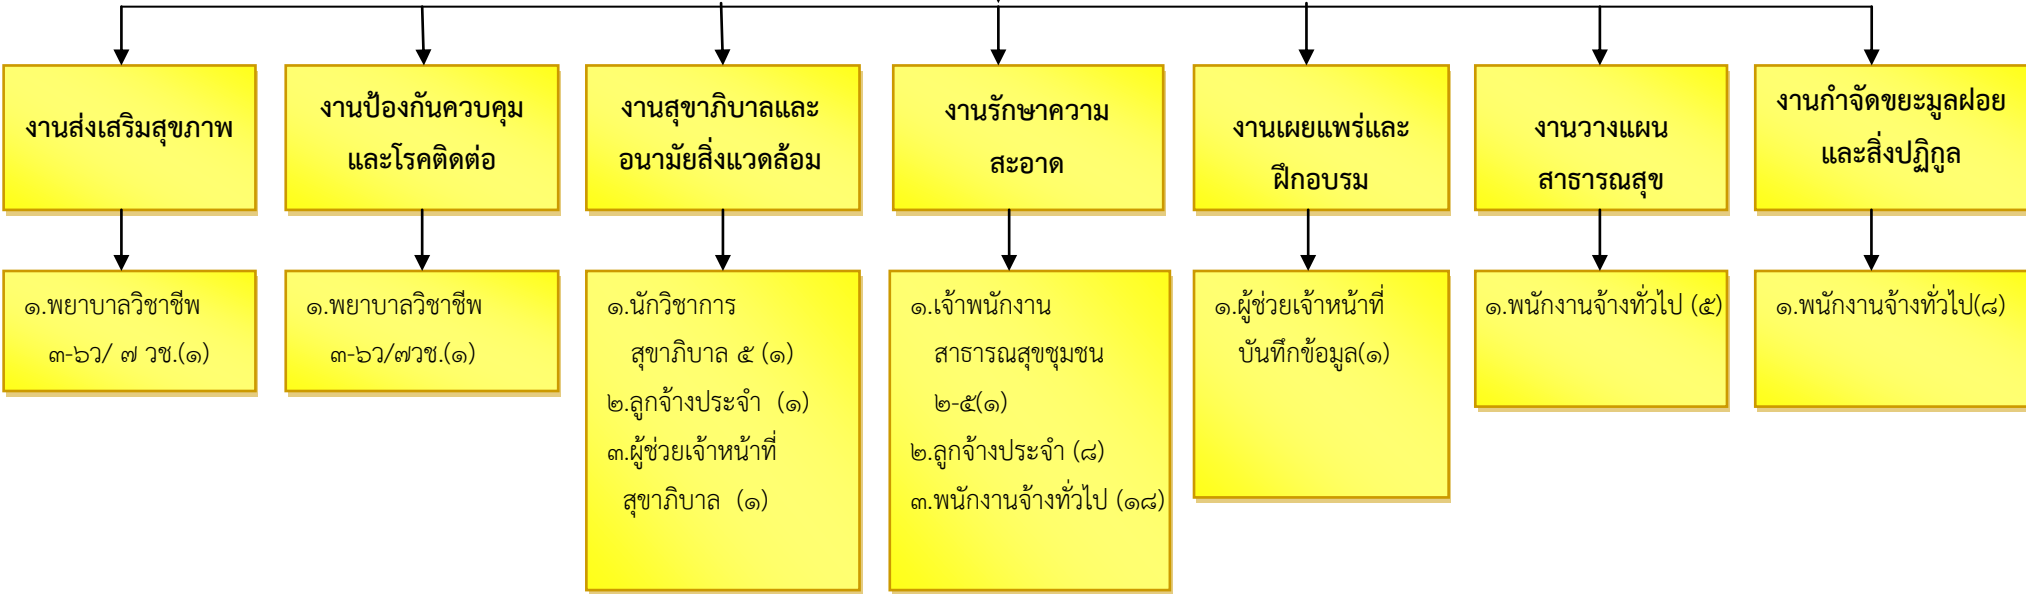 งานส่งเสริมสุขภาพ
งานป้องกันควบคุม
และโรคติดต่อ
งานสุขาภิบาลและ
อนามัยสิ่งแวดล้อม
งานรักษาความ
สะอาด
งานเผยแพร่และ
ฝึกอบรม
งานวางแผน
สาธารณสุข
งานกำจัดขยะมูลฝอย
และสิ่งปฏิกูล
๑.พยาบาลวิชาชีพ
๓-๖ว/ ๗ วช.(๑)
๑.พยาบาลวิชาชีพ
๓-๖ว/๗วช.(๑)
๑.นักวิชาการ
สุขาภิบาล ๕ (๑)
๒.ลูกจ้างประจำ (๑)
๓.ผู้ช่วยเจ้าหน้าที่
สุขาภิบาล (๑)
๑.เจ้าพนักงาน
สาธารณสุขชุมชน
๒-๕(๑)
๒.ลูกจ้างประจำ (๘)
๓.พนักงานจ้างทั่วไป (๑๘)
๑.ผู้ช่วยเจ้าหน้าที่
บันทึกข้อมูล(๑)
๑.พนักงานจ้างทั่วไป (๕)
๑.พนักงานจ้างทั่วไป(๘)